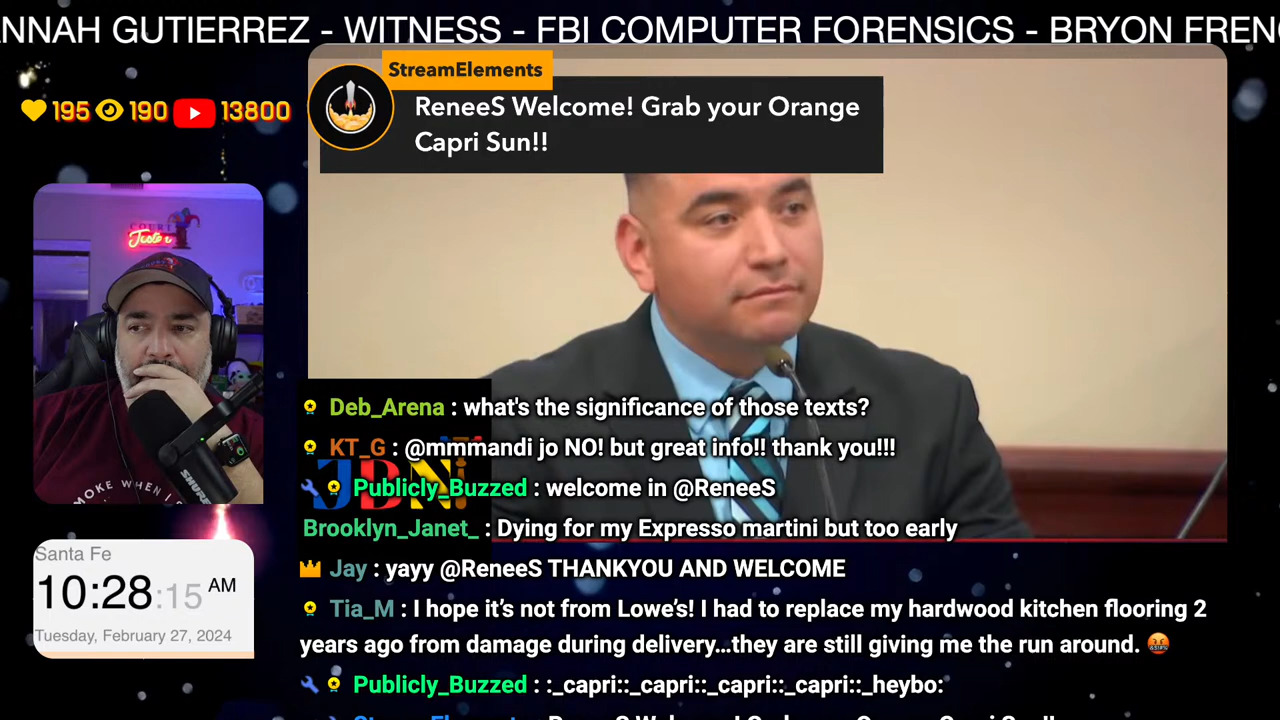 ANNAH GUTIERREZ - WITNESS - FBI COMPUTER FORENSICS - BRYON FREN
StreamElements
ReneeS Welcome! Grab your Orange
Capri Sun!!
195 190 13800
COURT
Jester
Deb_Arena : what's the significance of those texts?
KT_G : @mmmandi jo NO! but great info!! thank you!!!
JDN
Publicly_Buzzed : welcome in @ReneeS
SHURE
Brooklyn_Janet_ : Dying for my Expresso martini but too early
Santa Fe
10:28:15 AM
Tuesday, February 27, 2024
Jay : yayy @ReneeS THANKYOU AND WELCOME
Tia_M : I hope it’s not from Lowe’s! I had to replace my hardwood kitchen flooring 2
years ago from damage during delivery…they are still giving me the run around. 🤬
Publicly_Buzzed : :_capri::_capri::_capri::_capri::_heybo: